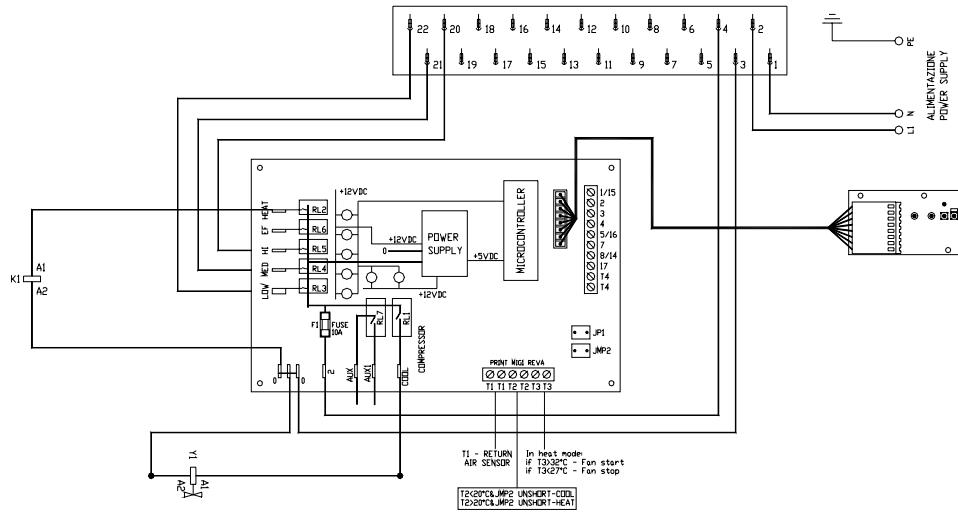 22 20 18 16 14 12 10 8 6 4 2
21 19 17 15 13 11 9 7 5 3 1
PE
N
L1
ALIMENTAZIONE
POWER SUPPLY
HEAT
EF
HI
MED
LOW
RL2
RL6
RL5
RL4
RL3
+12VDC
+12VDC
0
POWER
SUPPLY
+5VDC
+12VDC
MICROCONTROLLER
1/15
2
3
4
5/16
7
8/14
17
T4
T4
K1
A1
A2
F1
FUSE
10A
RL7
RL1
COMPRESSOR
JP1
JMP2
0
0
2
AUX
AUX1
COOL
PRINT MIGI REVA
T1 T1 T2 T2 T3 T3
T1 - RETURN
AIR SENSOR
In heat mode:
if T3>32°C - Fan start
if T3<27°C - Fan stop
T2<20°C&JMP2 UNSHORT-COOL
T2>20°C&JMP2 UNSHORT-HEAT
Y1
A1
A2